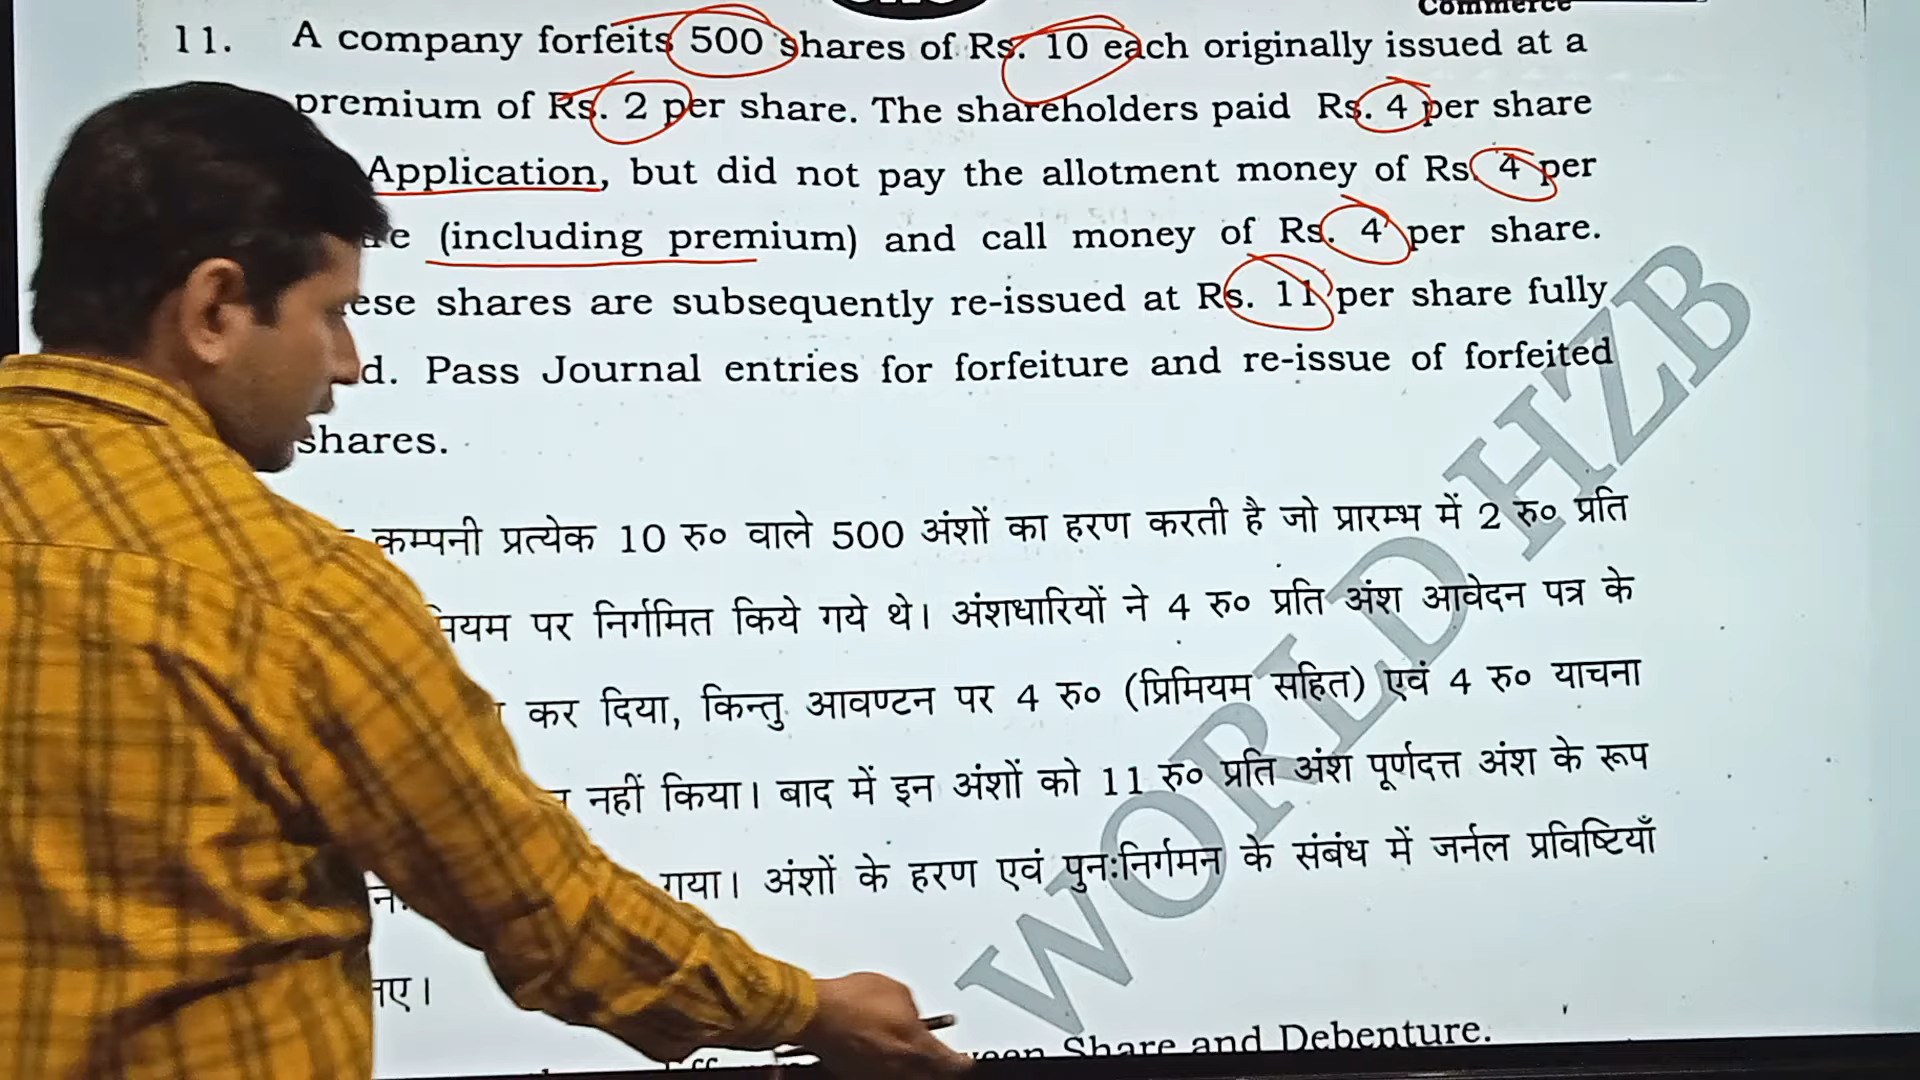 Commerce
11. A company forfeits 500 shares of Rs. 10 each originally issued at a
premium of Rs. 2 per share. The shareholders paid Rs. 4 per share
Application, but did not pay the allotment money of Rs. 4 per
(including premium) and call money of Rs. 4 per share.
shares are subsequently re-issued at Rs. 11 per share fully
Pass Journal entries for forfeiture and re-issue of forfeited
shares.
कम्पनी प्रत्येक 10 रु० वाले 500 अंशों का हरण करती है जो प्रारम्भ में 2 रु० प्रति
पर निर्गमित किये गये थे। अंशधारियों ने 4 रु० प्रति अंश आवेदन पत्र के
कर दिया, किन्तु आवण्टन पर 4 रु० (प्रिमियम सहित) एवं 4 रु० याचना
नहीं किया। बाद में इन अंशों को 11 रु० प्रति अंश पूर्णदत्त अंश के रूप
गया। अंशों के हरण एवं पुनःनिर्गमन के संबंध में जर्नल प्रविष्टियाँ
Share and Debenture.
WORLD HZB